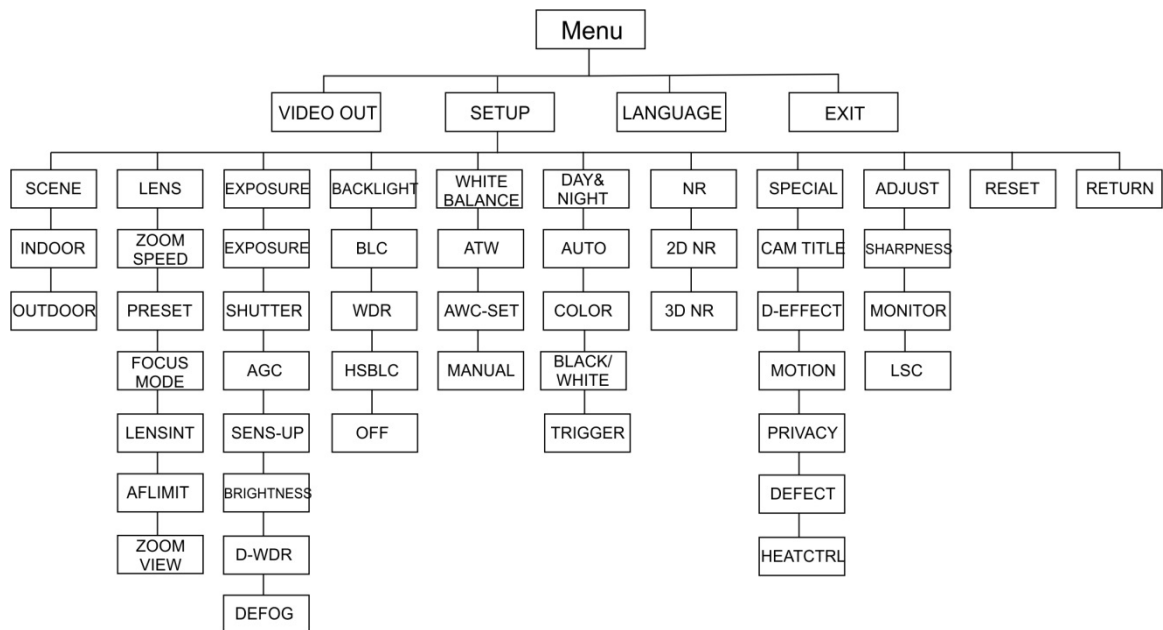 Menu
VIDEO OUT
SETUP
LANGUAGE
EXIT
SCENE
LENS
EXPOSURE
BACKLIGHT
WHITE
BALANCE
DAY&
NIGHT
NR
SPECIAL
ADJUST
RESET
RETURN
INDOOR
ZOOM
SPEED
EXPOSURE
BLC
ATW
AUTO
2D NR
CAM TITLE
SHARPNESS
OUTDOOR
PRESET
SHUTTER
WDR
AWC-SET
COLOR
3D NR
D-EFFECT
MONITOR
FOCUS
MODE
AGC
HSBLC
MANUAL
BLACK/
WHITE
MOTION
LSC
LENSINT
SENS-UP
OFF
TRIGGER
PRIVACY
AFLIMIT
BRIGHTNESS
DEFECT
ZOOM
VIEW
D-WDR
HEATCTRL
DEFOG